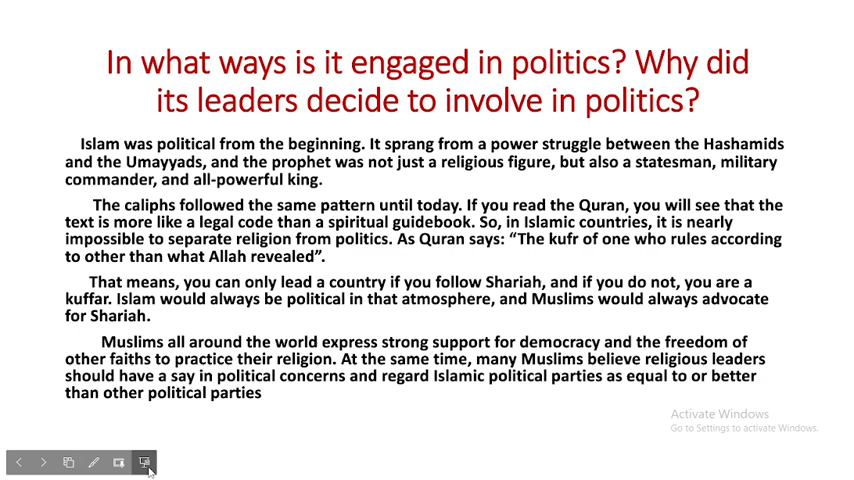 In what ways is it engaged in politics? Why did
its leaders decide to involve in politics?
Islam was political from the beginning. It sprang from a power struggle between the Hashamids
and the Umayyads, and the prophet was not just a religious figure, but also a statesman, military
commander, and all-powerful king.
The caliphs followed the same pattern until today. If you read the Quran, you will see that the
text is more like a legal code than a spiritual guidebook. So, in Islamic countries, it is nearly
impossible to separate religion from politics. As Quran says: “The kufr of one who rules according
to other than what Allah revealed”.
That means, you can only lead a country if you follow Shariah, and if you do not, you are a
kuffar. Islam would always be political in that atmosphere, and Muslims would always advocate
for Shariah.
Muslims all around the world express strong support for democracy and the freedom of
other faiths to practice their religion. At the same time, many Muslims believe religious leaders
should have a say in political concerns and regard Islamic political parties as equal to or better
than other political parties
Activate Windows
Go to Settings to activate Windows.